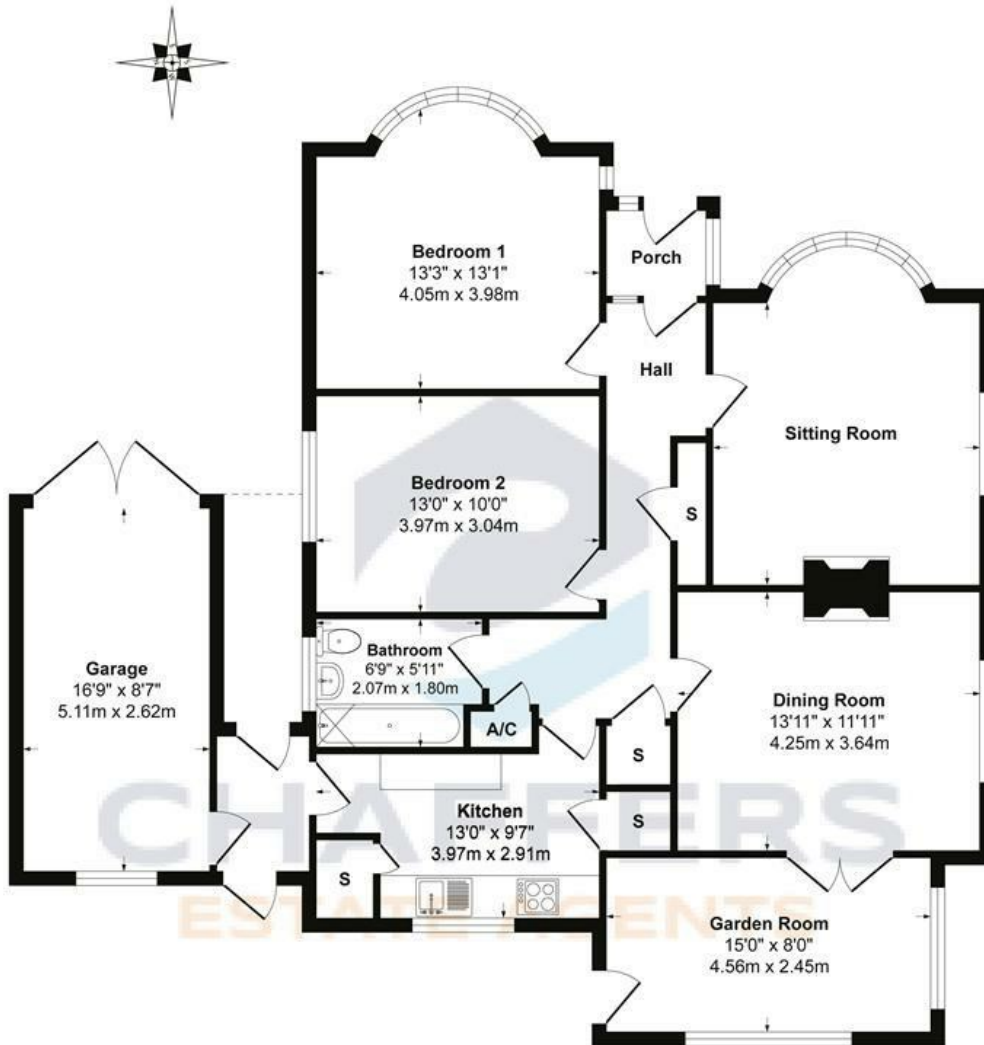 Bedroom 1
13'3" x 13'1"
4.05m x 3.98m
Porch
Hall
Sitting Room
Bedroom 2
13'0" x 10'0"
3.97m x 3.04m
S
Garage
16'9" x 8'7"
5.11m x 2.62m
Bathroom
6'9" x 5'11"
2.07m x 1.80m
A/C
Dining Room
13'11" x 11'11"
4.25m x 3.64m
S
Kitchen
13'0" x 9'7"
3.97m x 2.91m
S
S
Garden Room
15'0" x 8'0"
4.56m x 2.45m
CHAFFERS
ESTATE AGENTS